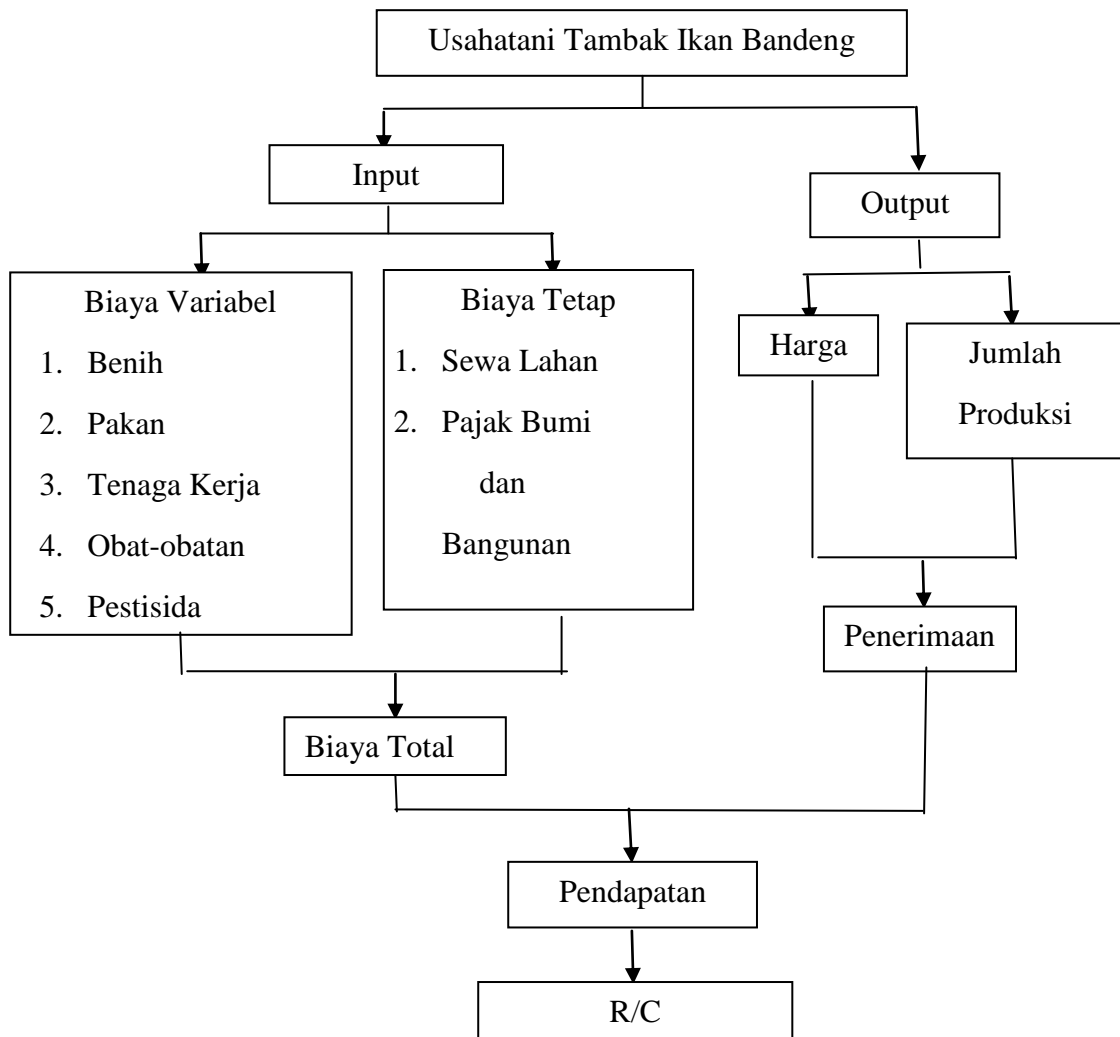 Usahatani Tambak Ikan Bandeng
Input
Output
Biaya Variabel
1. Benih
2. Pakan
3. Tenaga Kerja
4. Obat-obatan
5. Pestisida
Biaya Tetap
1. Sewa Lahan
2. Pajak Bumi
dan
Bangunan
Harga
Jumlah
Produksi
Penerimaan
Biaya Total
Pendapatan
R/C